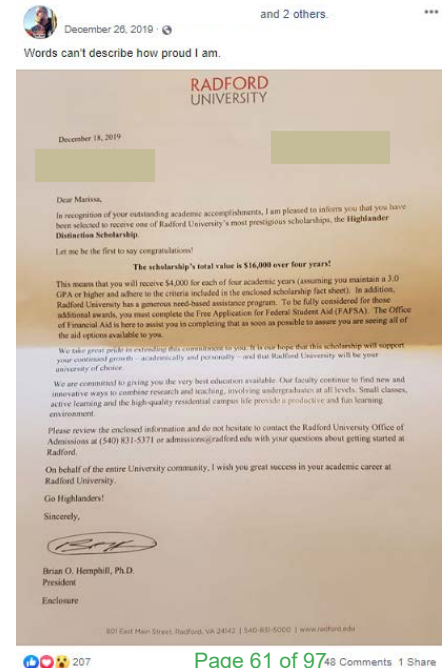 and 2 others.
December 26, 2019
Words can't describe how proud I am.
RADFORD
UNIVERSITY
December 18, 2019
Dear Marissa,
In recognition of your outstanding academic accomplishments, I am pleased to inform you that you have
been selected to receive one of Radford University's most prestigious scholarships, the Highlander
Distinction Scholarship.
Let me be the first to say congratulations!
The scholarship's total value is $16,000 over four years!
This means that you will receive $4,000 for each of four academic years (assuming you maintain a 3.0
GPA or higher and adhere to the criteria included in the enclosed scholarship fact sheet). In addition,
Radford University has a generous need-based assistance program. To be fully considered for those
additional awards, you must complete the Free Application for Federal Student Aid (FAFSA). The Office
of Financial Aid is here to assist you in completing that as soon as possible to assure you are seeing all of
the aid options available to you.
We take great pride in extending this commitment to you. It is our hope that this scholarship will support
your continued growth – academically and personally – and that Radford University will be your
university of choice.
We are committed to giving you the very best education available. Our faculty continue to find new and
innovative ways to combine research and teaching, involving undergraduates at all levels. Small classes,
active learning and the high-quality residential campus life provide a productive and fun learning
environment.
Please review the enclosed information and do not hesitate to contact the Radford University Office of
Admissions at (540) 831-5371 or admissions@radford.edu with your questions about getting started at
Radford.
On behalf of the entire University community, I wish you great success in your academic career at
Radford University.
Go Highlanders!
Sincerely,
Brian O. Hemphill, Ph.D.
President
Enclosure
801 East Main Street, Radford, VA 24142 | 540-831-5000 | www.radford.edu
207
Page 61 of 97
48 Comments 1 Share